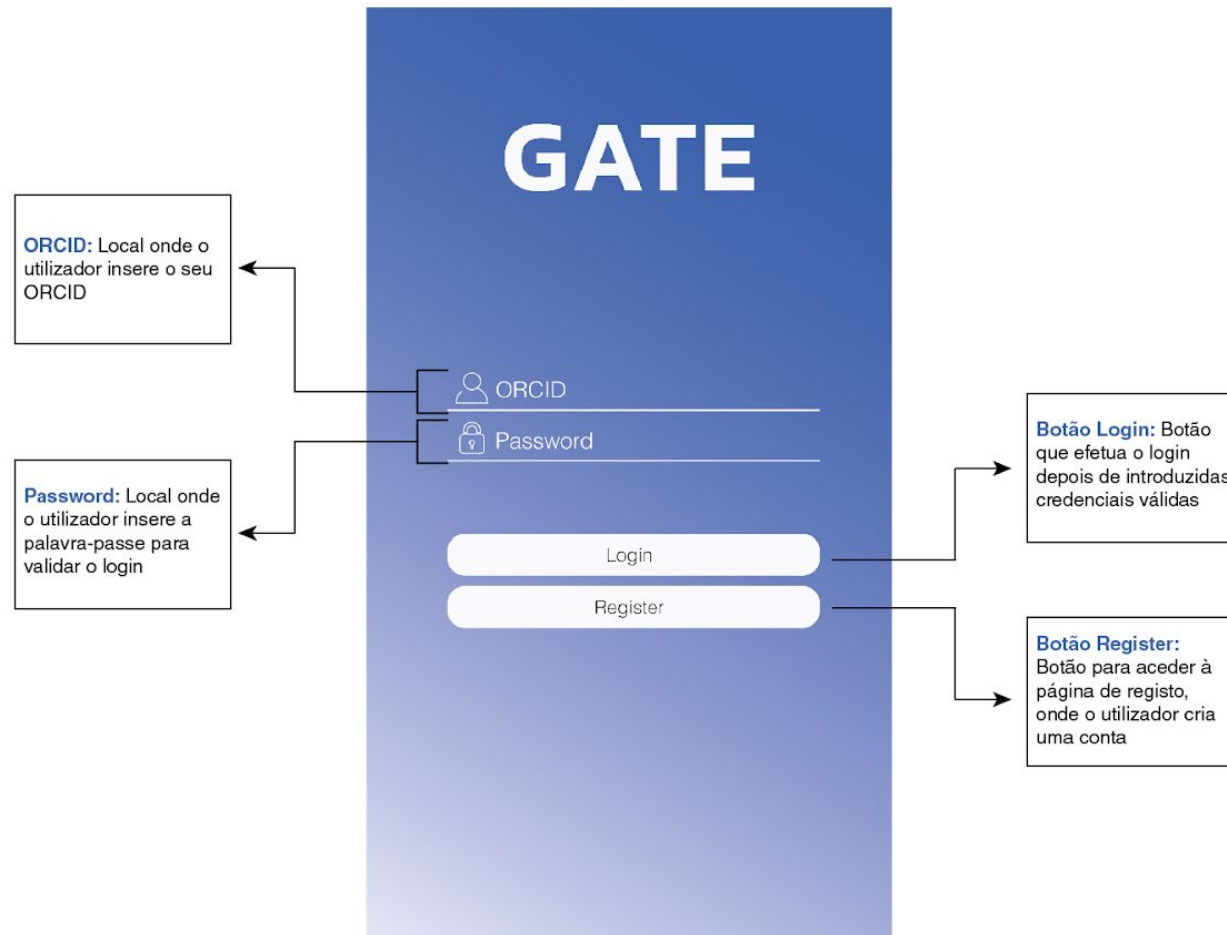 GATE
ORCID: Local onde o
utilizador insere o seu
ORCID
ORCID
Password
Password: Local onde
o utilizador insere a
palavra-passe para
validar o login
Login
Register
Botão Login: Botão
que efetua o login
depois de introduzidas
credenciais válidas
Botão Register:
Botão para aceder à
página de registo,
onde o utilizador cria
uma conta